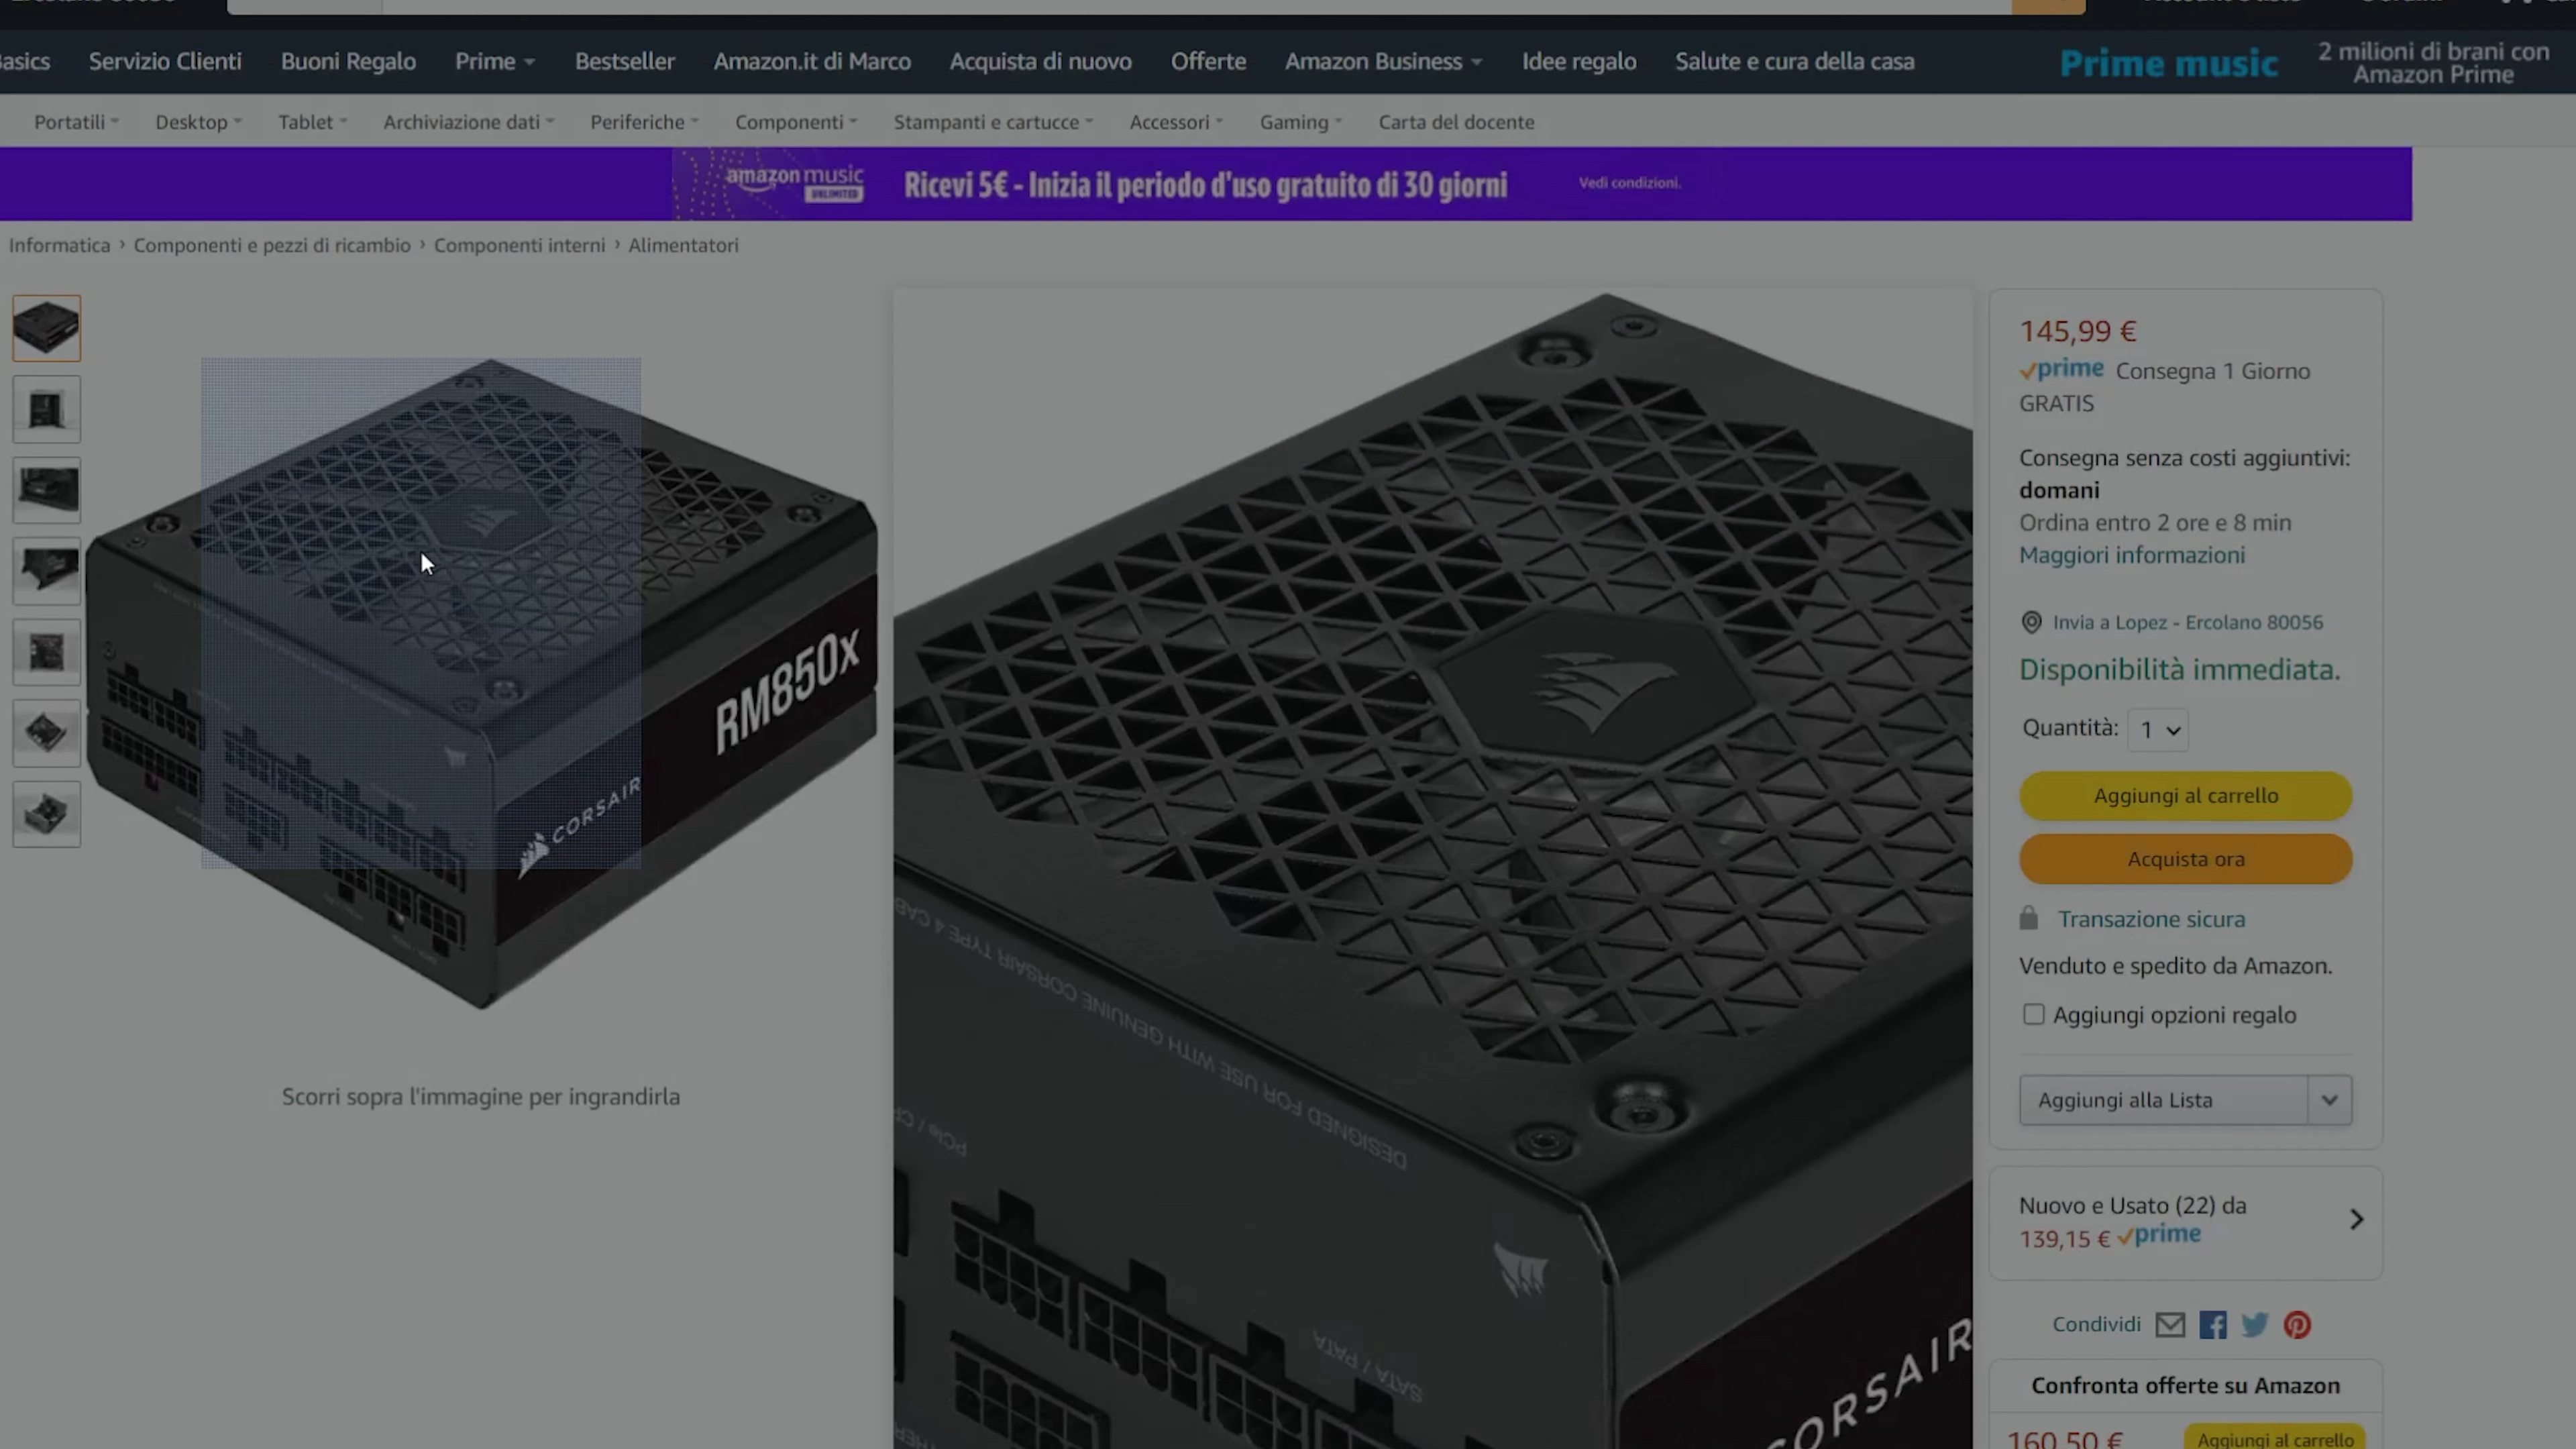 Servizio Clienti Buoni Regalo Prime Bestseller Amazon.it di Marco Acquista di nuovo Offerte Amazon Business Idee regalo Salute e cura della casa
Prime music
2 milioni di brani con
Amazon Prime
Portatili Desktop Tablet Archiviazione dati Periferiche Componenti Stampanti e cartucce Accessori Gaming Carta del docente
amazon music
UNLIMITED
Ricevi 5€ - Inizia il periodo d'uso gratuito di 30 giorni
Vedi condizioni.
Informatica › Componenti e pezzi di ricambio › Componenti interni › Alimentatori
RM850x
CORSAIR
Scorri sopra l'immagine per ingrandirla
DESIGNED FOR USE WITH GENUINE CORSAIR TYPE 4
SATA / PATA
CORSAIR
145,99 €
prime Consegna 1 Giorno
GRATIS
Consegna senza costi aggiuntivi:
domani
Ordina entro 2 ore e 8 min
Maggiori informazioni
Invia a Lopez - Ercolano 80056
Disponibilità immediata.
Quantità: 1
Aggiungi al carrello
Acquista ora
Transazione sicura
Venduto e spedito da Amazon.
Aggiungi opzioni regalo
Aggiungi alla Lista
Nuovo e Usato (22) da
139,15 € prime
Condividi
Confronta offerte su Amazon
160,50 €
Aggiungi al carrello